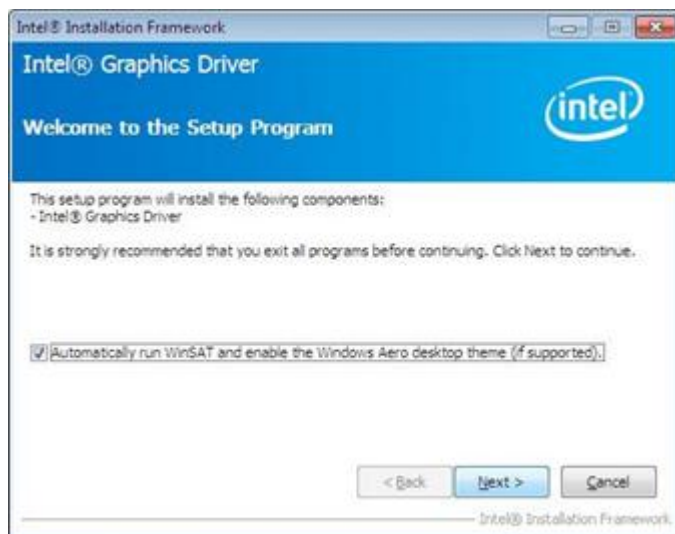 Intel® Installation Framework
Intel® Graphics Driver
intel
Welcome to the Setup Program
This setup program will install the following components:
- Intel® Graphics Driver
It is strongly recommended that you exit all programs before continuing. Click Next to continue.
Automatically run WinSAT and enable the Windows Aero desktop theme (if supported).
< Back
Next >
Cancel
Intel® Installation Framework